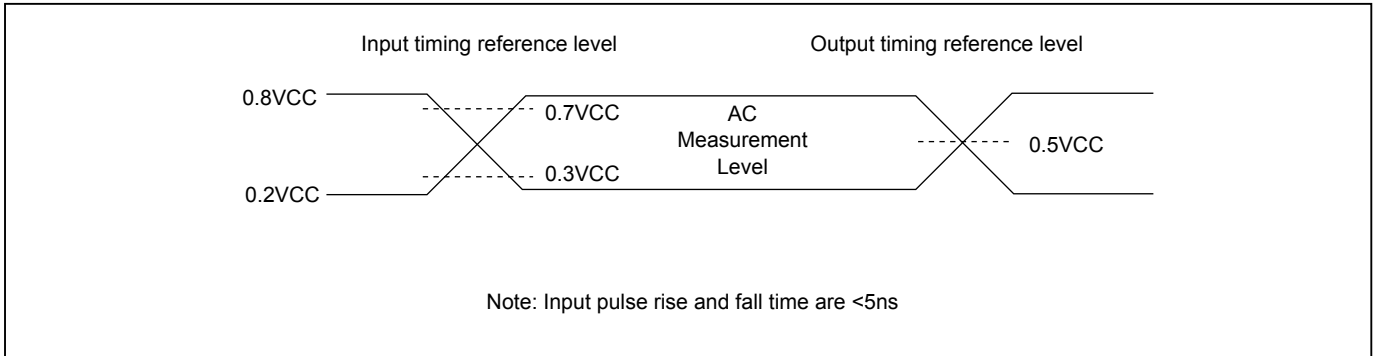 Input timing reference level
Output timing reference level
0.8VCC
0.7VCC
AC
Measurement
Level
0.5VCC
0.3VCC
0.2VCC
Note: Input pulse rise and fall time are <5ns